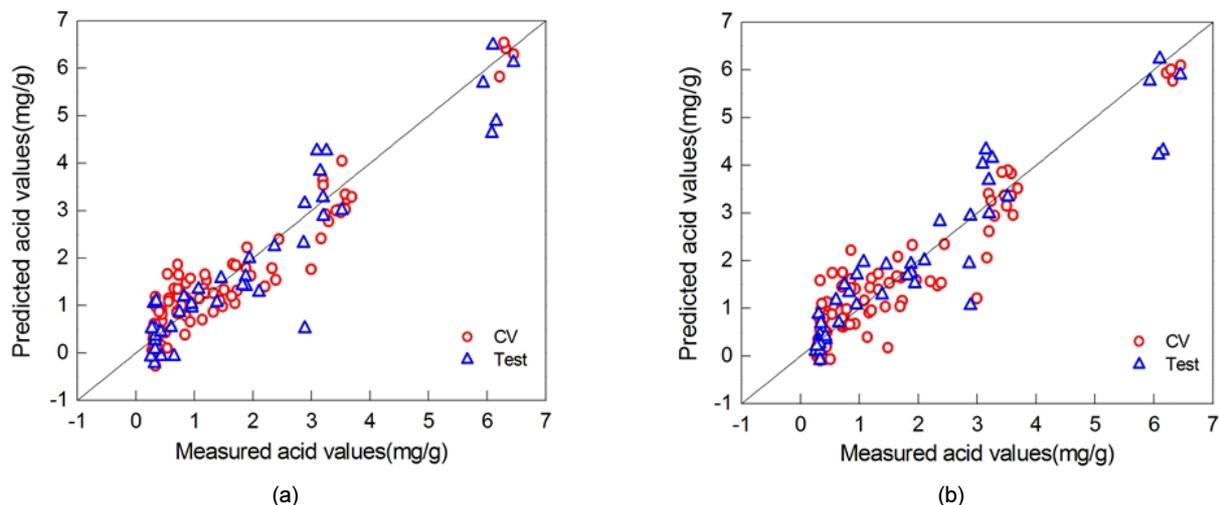 7
6
5
4
3
2
1
0
-1
Predicted acid values(mg/g)
CV
Test
-1 0 1 2 3 4 5 6 7
Measured acid values(mg/g)
(a)
7
6
5
4
3
2
1
0
-1
Predicted acid values(mg/g)
CV
Test
-1 0 1 2 3 4 5 6 7
Measured acid values(mg/g)
(b)